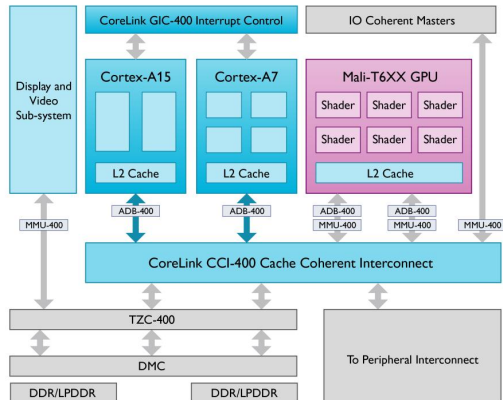 CoreLink GIC-400 Interrupt Control
IO Coherent Masters
Display and
Video
Sub-system
Cortex-A15
L2 Cache
Cortex-A7
L2 Cache
Mali-T6XX GPU
Shader Shader Shader
Shader Shader Shader
L2 Cache
MMU-400
ADB-400
ADB-400
ADB-400
MMU-400
ADB-400
MMU-400
MMU-400
CoreLink CCI-400 Cache Coherent Interconnect
TZC-400
DMC
DDR/LPDDR
DDR/LPDDR
To Peripheral Interconnect